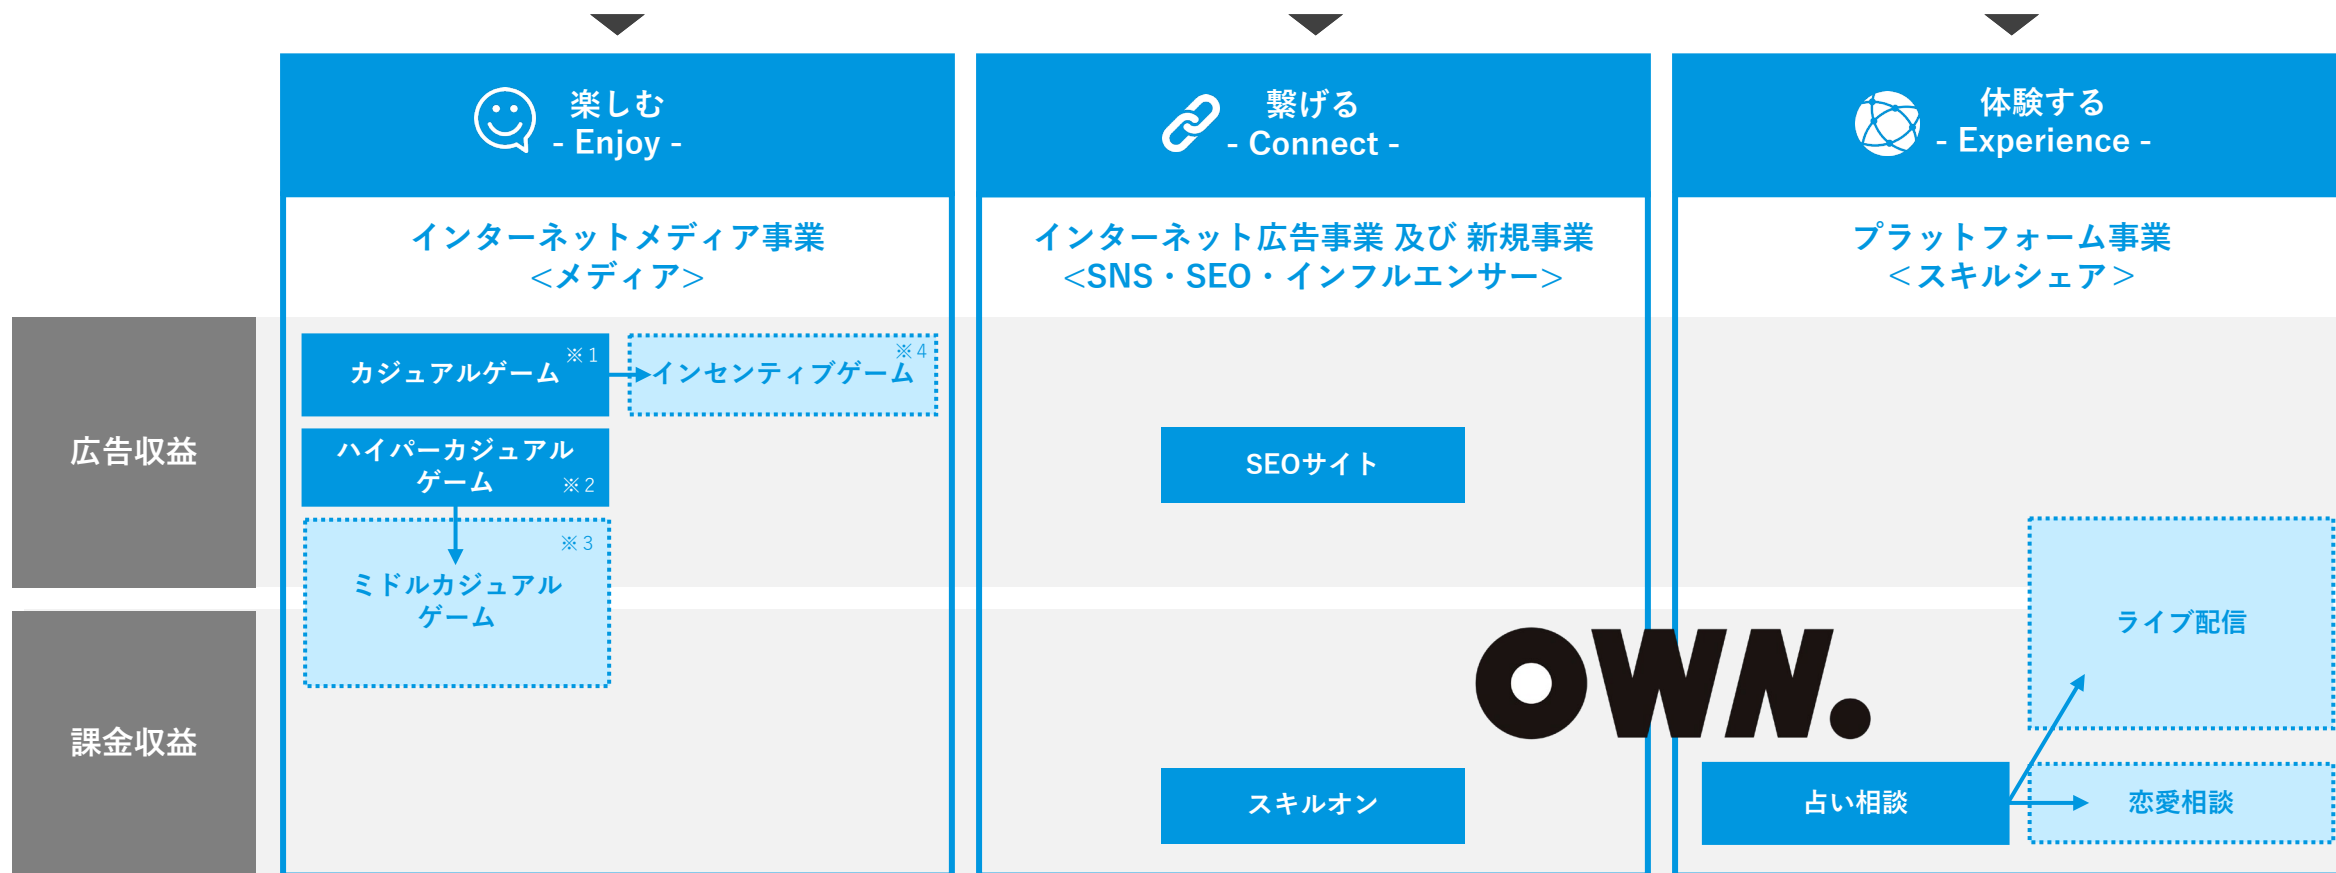 楽しむ
- Enjoy -
繋げる
- Connect -
体験する
- Experience -
インターネットメディア事業
<メディア>
インターネット広告事業 及び 新規事業
<SNS・SEO・インフルエンサー>
プラットフォーム事業
<スキルシェア>
広告収益
カジュアルゲーム ※1
インセンティブゲーム ※4
ハイパーカジュアル
ゲーム ※2
※3
ミドルカジュアル
ゲーム
SEOサイト
ライブ配信
課金収益
OWN.
スキルオン
占い相談
恋愛相談